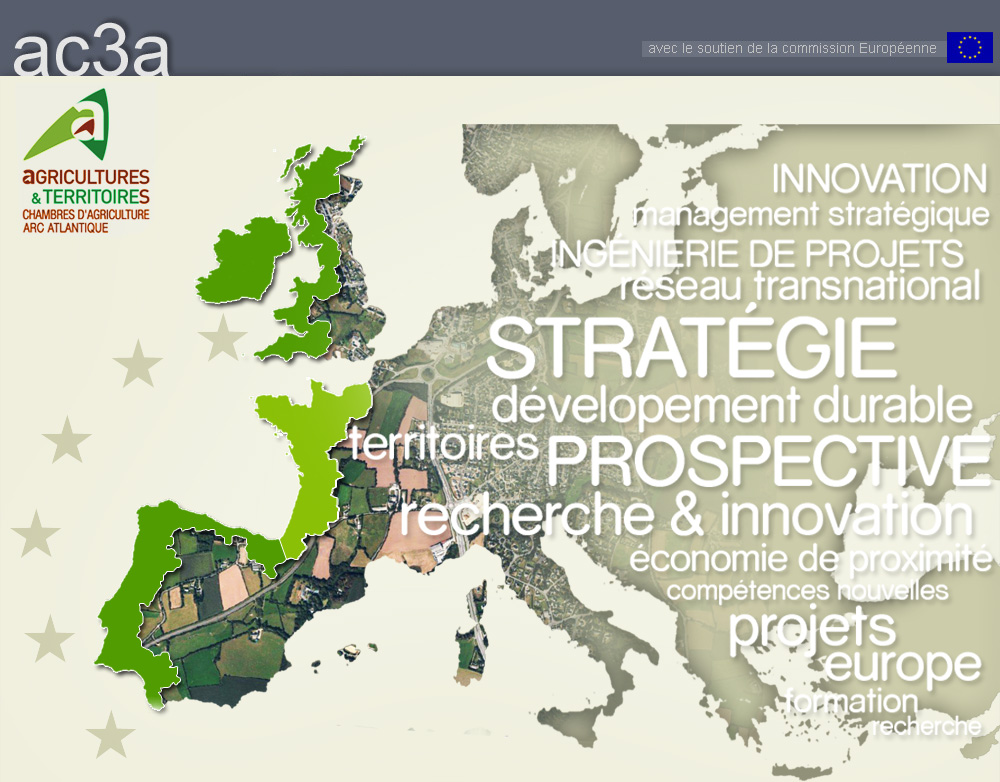 ac3a
avec le soutien de la commission Européenne
aGRICULTURES
& TERRITOIRES
CHAMBRES D'AGRICULTURE
ARC ATLANTIQUE
INNOVATION
management stratégique
INGÉNIERIE DE PROJETS
réseau transnational
STRATÉGIE
dévelopement durable
territoires
PROSPECTIVE
recherche & innovation
économie de proximité
compétences nouvelles
projets
europe
formation
recherche